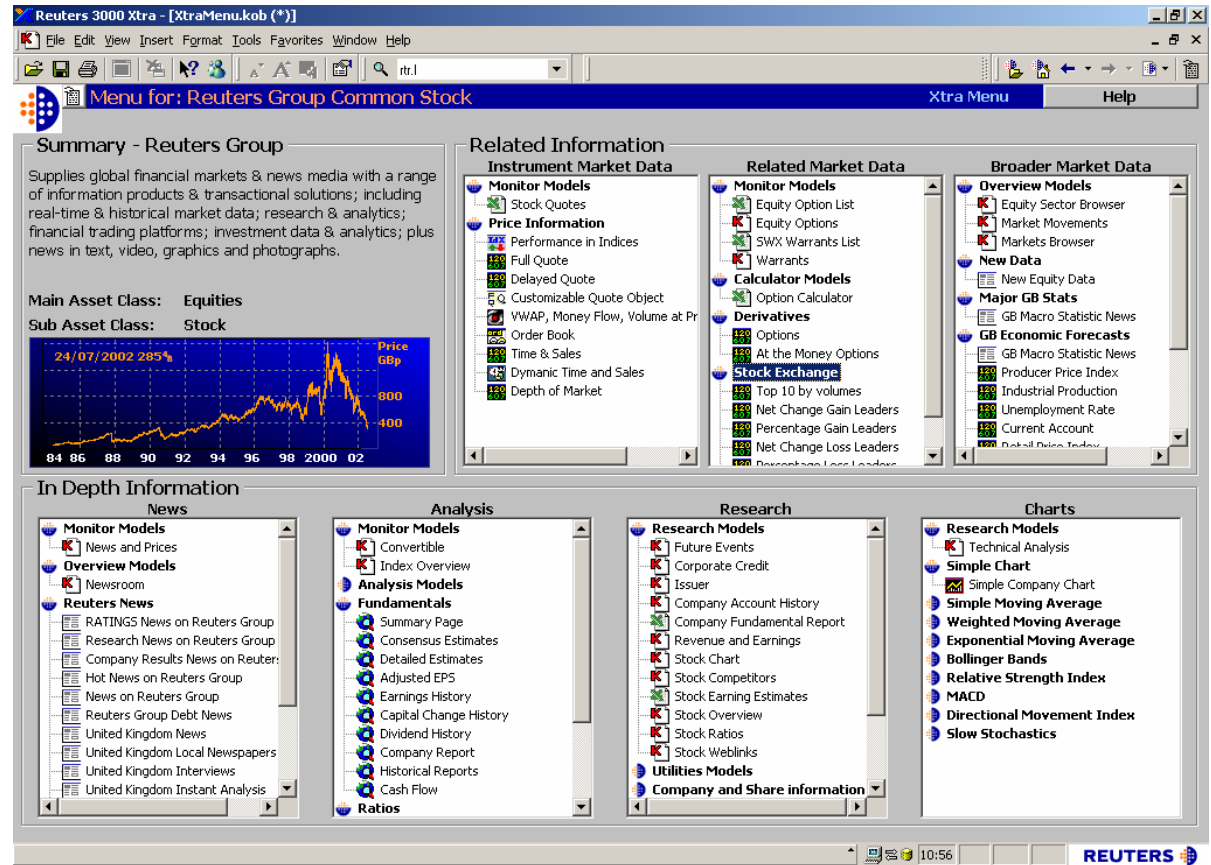 Reuters 3000 Xtra - [XtraMenu.kob (*)]
File Edit View Insert Format Tools Favorites Window Help
rtr.l
Menu for: Reuters Group Common Stock
Xtra Menu
Help
Summary - Reuters Group
Supplies global financial markets & news media with a range
of information products & transactional solutions; including
real-time & historical market data; research & analytics;
financial trading platforms; investment data & analytics; plus
news in text, video, graphics and photographs.
Main Asset Class: Equities
Sub Asset Class: Stock
24/07/2002
Price
GBp
800
400
84 86 88 90 92 94 96 98 2000 02
Related Information
Instrument Market Data
Monitor Models
Stock Quotes
Price Information
Performance in Indices
Full Quote
Delayed Quote
Customizable Quote Object
VWAP, Money Flow, Volume at Pr
Order Book
Time & Sales
Dymanic Time and Sales
Depth of Market
Related Market Data
Monitor Models
Equity Option List
Equity Options
SWX Warrants List
Warrants
Calculator Models
Option Calculator
Derivatives
Options
At the Money Options
Stock Exchange
Top 10 by volumes
Net Change Gain Leaders
Percentage Gain Leaders
Net Change Loss Leaders
Percentage Loss Leaders
Broader Market Data
Overview Models
Equity Sector Browser
Market Movements
Markets Browser
New Data
New Equity Data
Major GB Stats
GB Macro Statistic News
GB Economic Forecasts
GB Macro Statistic News
Producer Price Index
Industrial Production
Unemployment Rate
Current Account
Retail Price Index
In Depth Information
News
Monitor Models
News and Prices
Overview Models
Newsroom
Reuters News
RATINGS News on Reuters Group
Research News on Reuters Group
Company Results News on Reuter
Hot News on Reuters Group
News on Reuters Group
Reuters Group Debt News
United Kingdom News
United Kingdom Local Newspapers
United Kingdom Interviews
United Kingdom Instant Analysis
Analysis
Monitor Models
Convertible
Index Overview
Analysis Models
Fundamentals
Summary Page
Consensus Estimates
Detailed Estimates
Adjusted EPS
Earnings History
Capital Change History
Dividend History
Company Report
Historical Reports
Cash Flow
Ratios
Research
Research Models
Future Events
Corporate Credit
Issuer
Company Account History
Company Fundamental Report
Revenue and Earnings
Stock Chart
Stock Competitors
Stock Earning Estimates
Stock Overview
Stock Ratios
Stock Weblinks
Utilities Models
Company and Share information
Charts
Research Models
Technical Analysis
Simple Chart
Simple Company Chart
Simple Moving Average
Weighted Moving Average
Exponential Moving Average
Bollinger Bands
Relative Strength Index
MACD
Directional Movement Index
Slow Stochastics
10:56
REUTERS